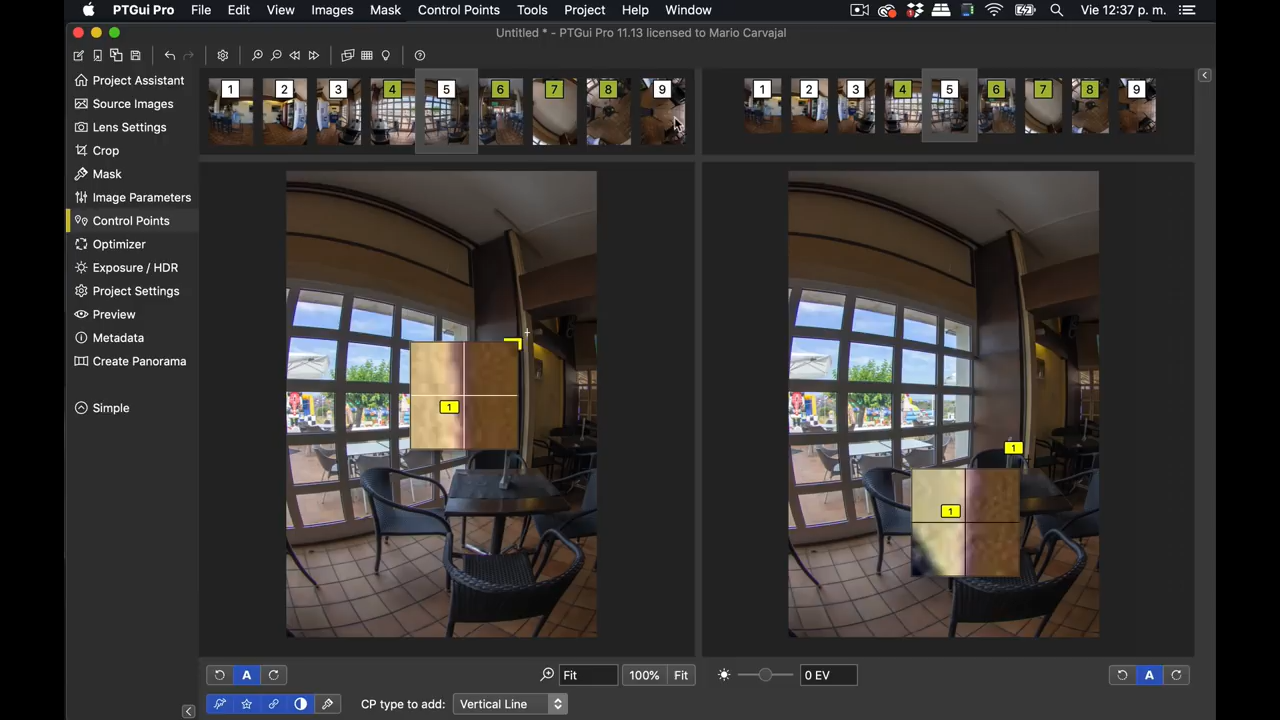 PTGui Pro File Edit View Images Mask Control Points Tools Project Help Window Vie 12:37 p. m.
Untitled * - PTGui Pro 11.13 licensed to Mario Carvajal
Project Assistant
Source Images
Lens Settings
Crop
Mask
Image Parameters
Control Points
Optimizer
Exposure / HDR
Project Settings
Preview
Metadata
Create Panorama
Simple
1 2 3 4 5 6 7 8 9
1 2 3 4 5 6 7 8 9
1
1
1
A Fit 100% Fit 0 EV A
CP type to add: Vertical Line